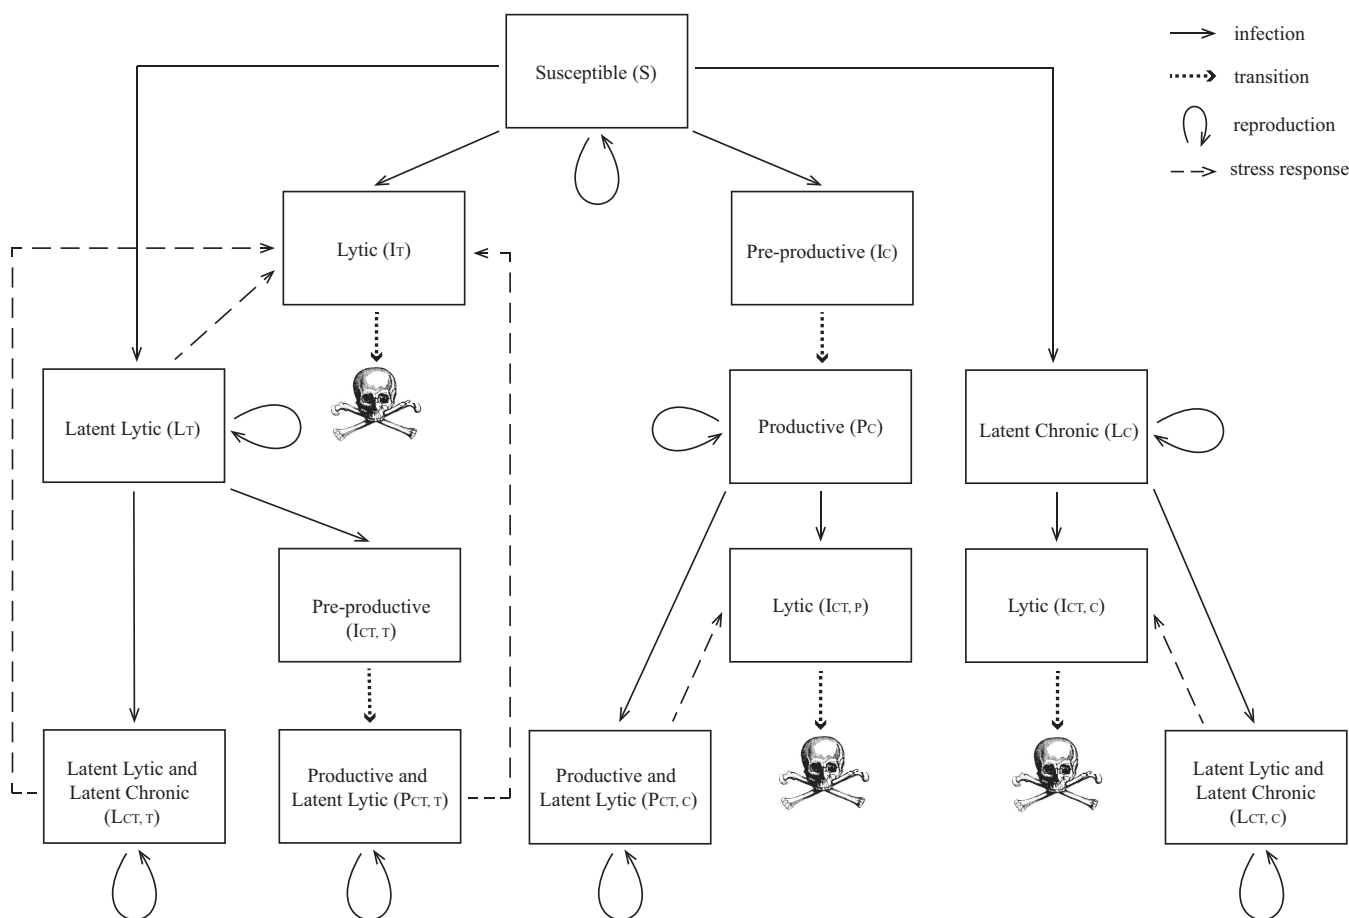 Susceptible (S)
infection
transition
reproduction
stress response
Lytic (IT)
Pre-productive (IC)
Latent Lytic (LT)
Productive (PC)
Latent Chronic (LC)
Pre-productive
(ICT, T)
Lytic (ICT, P)
Lytic (ICT, C)
Latent Lytic and
Latent Chronic
(LCT, T)
Productive and
Latent Lytic (PCT, T)
Productive and
Latent Lytic (PCT, C)
Latent Lytic and
Latent Chronic
(LCT, C)